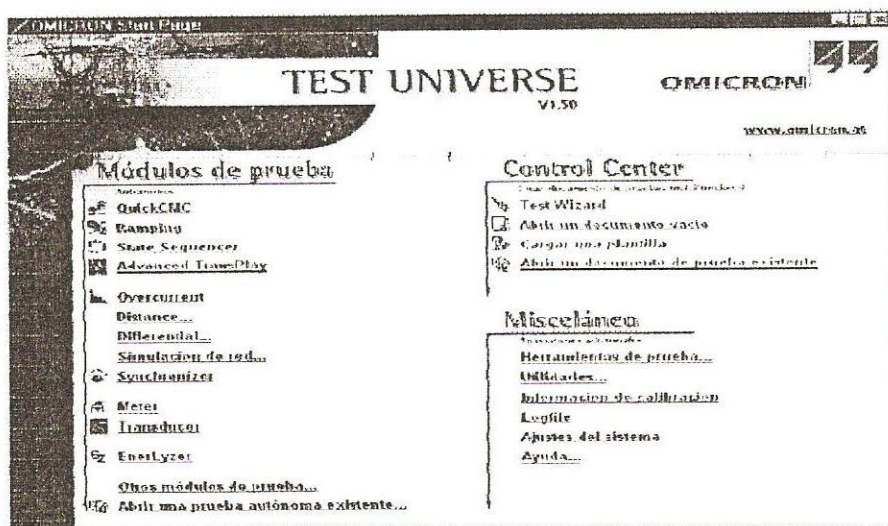 OMICRON Start Page
TEST UNIVERSE
V1.50
OMICRON
www.omicron.at
Módulos de prueba
Autónomos
QuickCMC
Ramping
State Sequencer
Advanced TransPlay
Overcurrent
Distance...
Differential...
Simulación de red...
Synchronizer
Meter
Transducer
EnerLyzer
Otros módulos de prueba...
Abrir una prueba autónoma existente...
Control Center
Test Wizard
Abrir un documento vacío
Cargar una plantilla
Abrir un documento de prueba existente
Misceláneo
Herramientas de prueba...
Utilidades...
Información de calibración
Logfile
Ajustes del sistema
Ayuda...